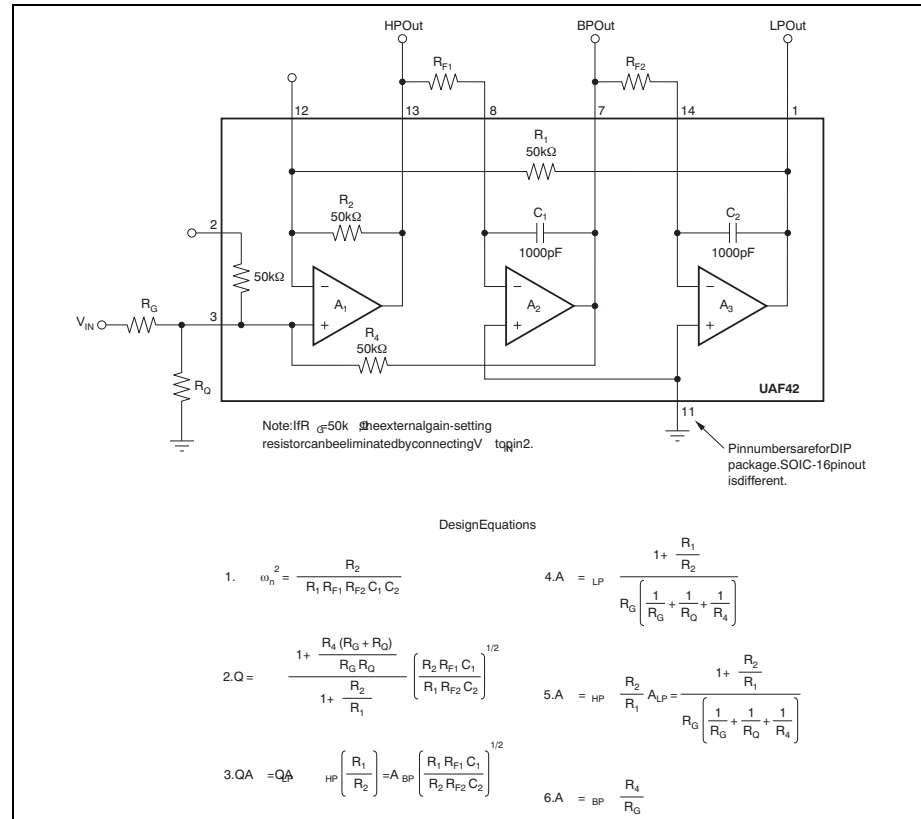 HPOut BPOut LPOut
RF1 RF2
12 13 8 7 14 1
R1
50kΩ
R2
50kΩ
C1
1000pF
C2
1000pF
2
50kΩ
A1
A2
A3
RG
VIN
3
R4
50kΩ
RQ
UAF42
11
Note:IfR G=50k Ω,theexternalgain-setting
resistorcanbeeliminatedbyconnectingV IN topin2.
PinnumbersareforDIP
package.SOIC-16pinout
isdifferent.
DesignEquations
1. ωn2 = R2 / R1 RF1 RF2 C1 C2
2.Q = (1+ R4 (RG + RQ) / RG RQ) / (1+ R2 / R1) (R2 RF1 C1 / R1 RF2 C2)1/2
3.QA LP =QA HP (R1 / R2) =A BP (R1 RF1 C1 / R2 RF2 C2)1/2
4.A LP = (1+ R1 / R2) / RG (1 / RG + 1 / RQ + 1 / R4)
5.A HP = R2 / R1 ALP = (1+ R2 / R1) / RG (1 / RG + 1 / RQ + 1 / R4)
6.A BP = R4 / RG